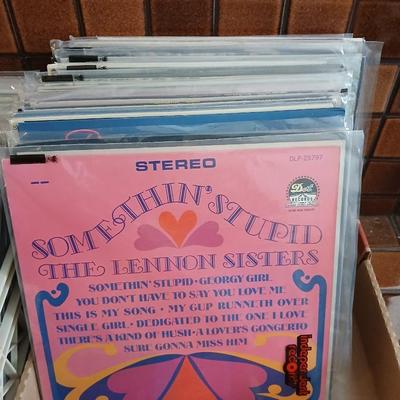 STEREO
DLP-25797
Dot
RECORDS
SOMETHIN' STUPID
THE LENNON SISTERS
SOMETHIN' STUPID • GEORGY GIRL
YOU DON'T HAVE TO SAY YOU LOVE ME
THIS IS MY SONG • MY CUP RUNNETH OVER
SINGLE GIRL • DEDICATED TO THE ONE I LOVE
THERE'S A KIND OF HUSH • A LOVER'S CONCERTO
SURE GONNA MISS HIM